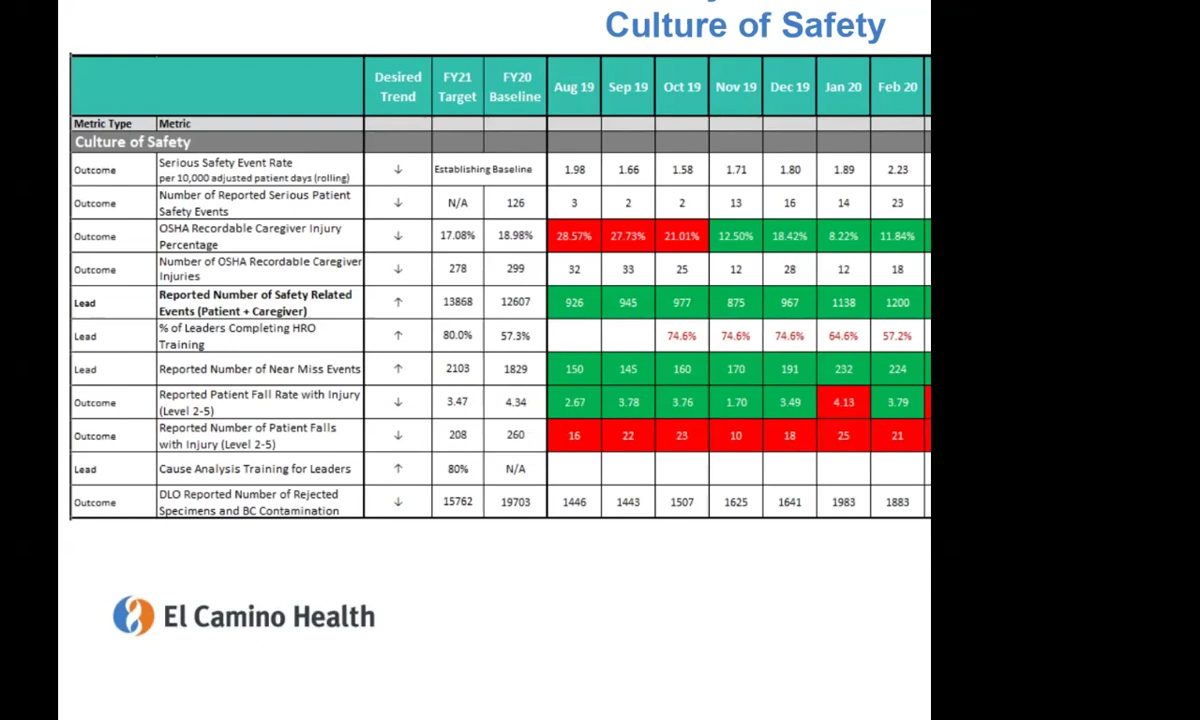 Culture of Safety
Desired Trend FY21 Target FY20 Baseline Aug 19 Sep 19 Oct 19 Nov 19 Dec 19 Jan 20 Feb 20
Metric Type Metric
Culture of Safety
Outcome Serious Safety Event Rate per 10,000 adjusted patient days (rolling) ↓ Establishing Baseline 1.98 1.66 1.58 1.71 1.80 1.89 2.23
Outcome Number of Reported Serious Patient Safety Events ↓ N/A 126 3 2 2 13 16 14 23
Outcome OSHA Recordable Caregiver Injury Percentage ↓ 17.08% 18.98% 28.57% 27.73% 21.01% 12.50% 18.42% 8.22% 11.84%
Outcome Number of OSHA Recordable Caregiver Injuries ↓ 278 299 32 33 25 12 28 12 18
Lead Reported Number of Safety Related Events (Patient + Caregiver) ↑ 13868 12607 926 945 977 875 967 1138 1200
Lead % of Leaders Completing HRO Training ↑ 80.0% 57.3% 74.6% 74.6% 74.6% 64.6% 57.2%
Lead Reported Number of Near Miss Events ↑ 2103 1829 150 145 160 170 191 232 224
Outcome Reported Patient Fall Rate with Injury (Level 2-5) ↓ 3.47 4.34 2.67 3.78 3.76 1.70 3.49 4.13 3.79
Outcome Reported Number of Patient Falls with Injury (Level 2-5) ↓ 208 260 16 22 23 10 18 25 21
Lead Cause Analysis Training for Leaders ↑ 80% N/A
Outcome DLO Reported Number of Rejected Specimens and BC Contamination ↓ 15762 19703 1446 1443 1507 1625 1641 1983 1883
El Camino Health